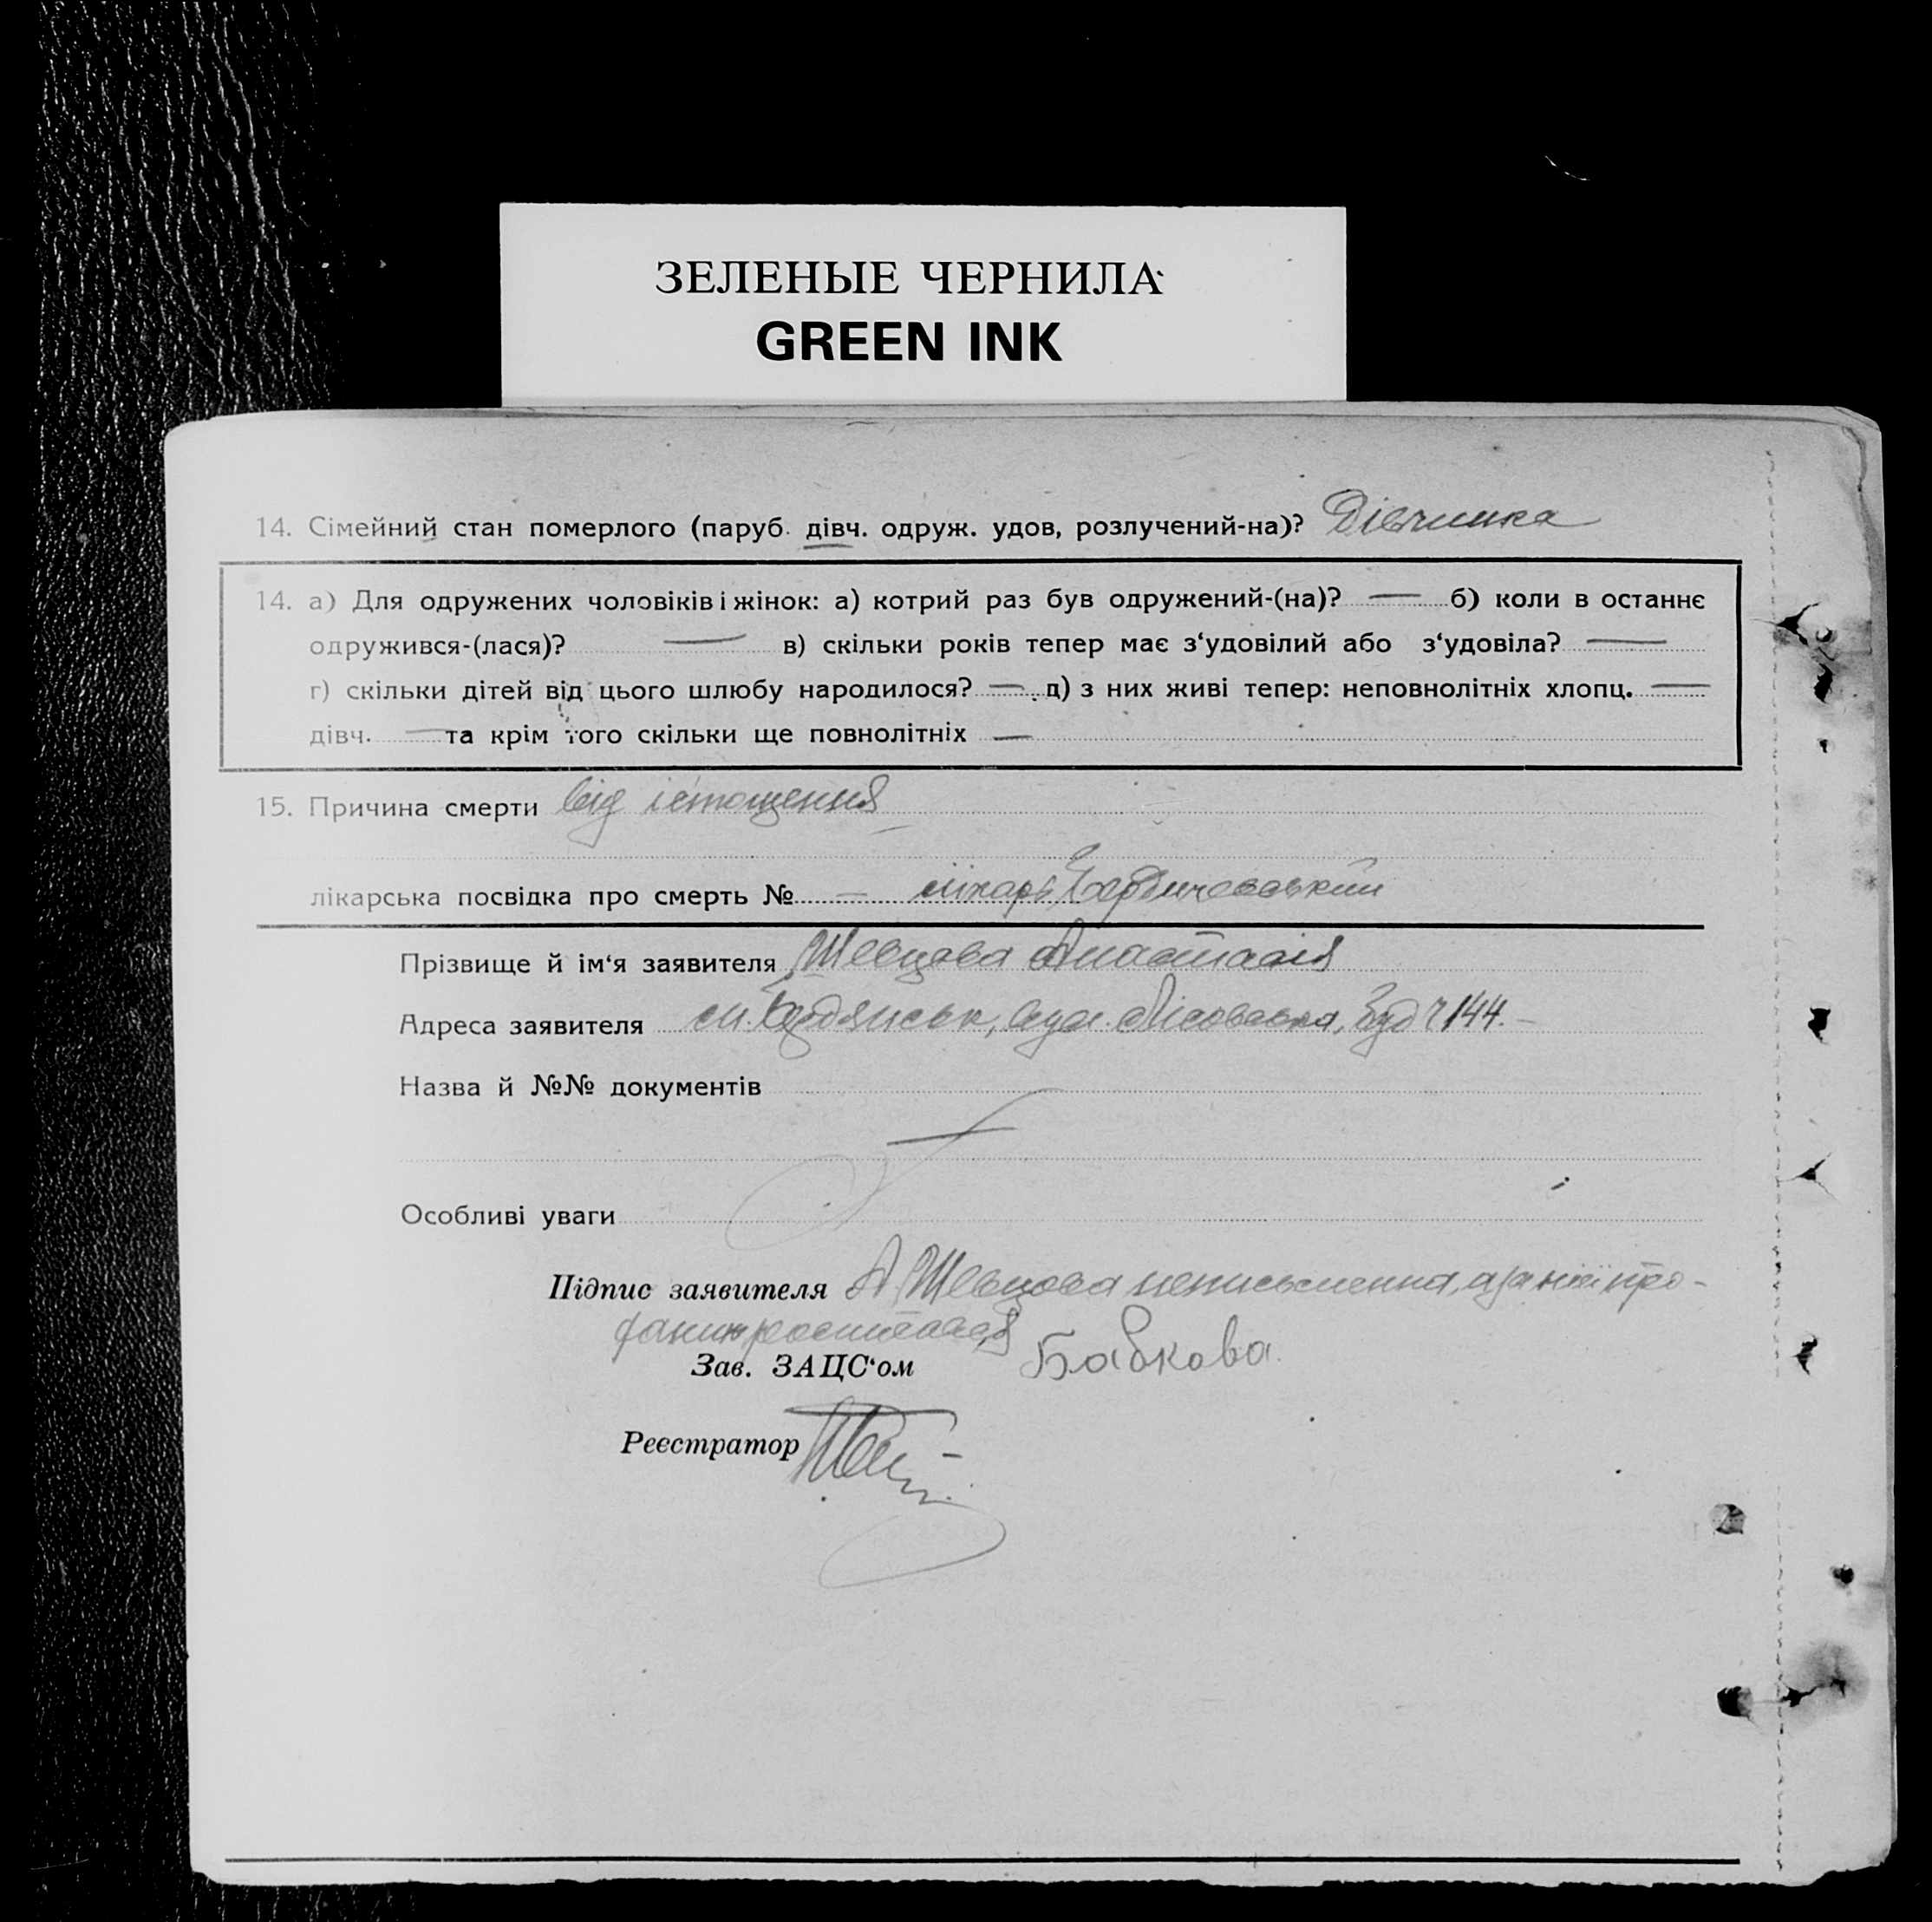 ЗЕЛЕНЫЕ ЧЕРНИЛА
GREEN INK
14. Сімейний стан померлого (паруб. дівч. одруж. удов, розлучений-на)? Дівчинка
14. а) Для одружених чоловіків і жінок: а) котрий раз був одружений-(на)? — б) коли в останнє
одружився-(лася)? — в) скільки років тепер має з‘удовілий або з‘удовіла? —
г) скільки дітей від цього шлюбу народилося? — д) з них живі тепер: неповнолітніх хлопц. —
дівч. — та крім того скільки ще повнолітніх —
15. Причина смерти від істощення
лікарська посвідка про смерть № — лікарь
Прізвище й ім‘я заявителя Шевцова Анастасія
Адреса заявителя м. Бердянськ, вул. Лісовська, буд Ч 144. —
Назва й №№ документів
Особливі уваги
Підпис заявителя А Шевцова неписьменна, а за неї про-
Бабкова
Зав. ЗАЦС‘ом
Реєстратор